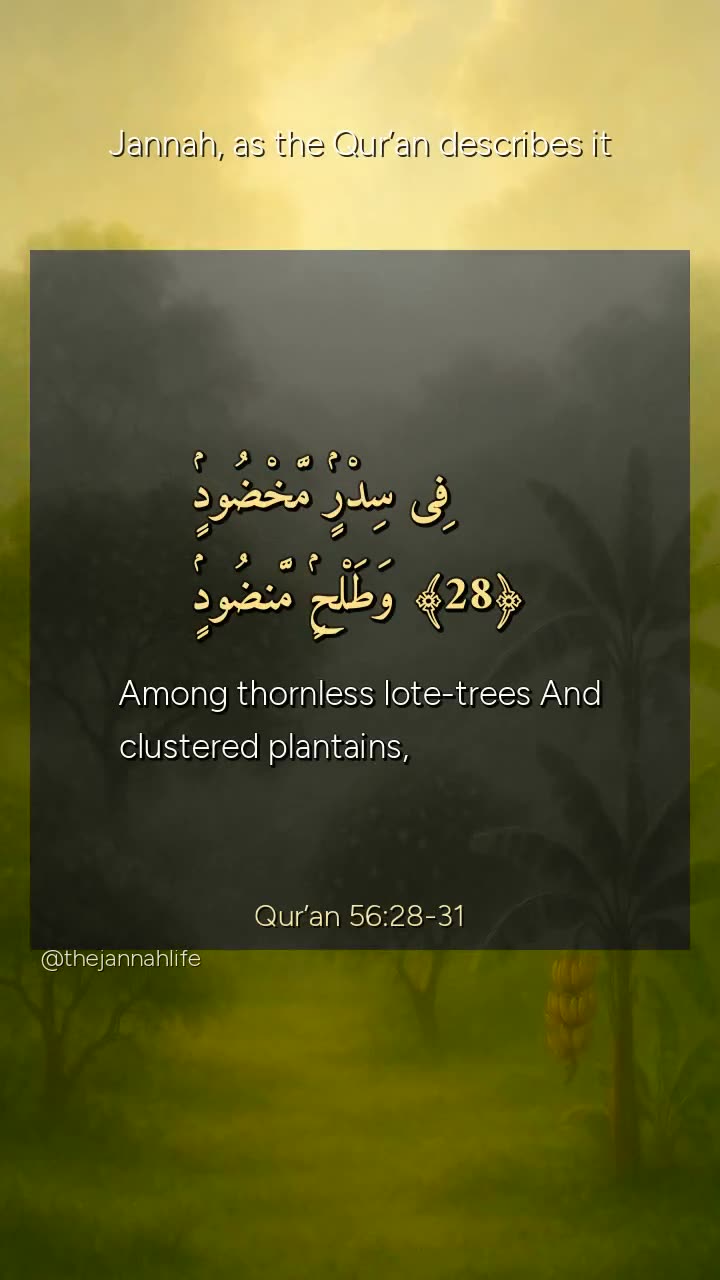 Jannah, as the Qur’an describes it
فِى سِدْرٍۢ مَّخْضُودٍۢ
﴿28﴾ وَطَلْحٍۢ مَّنضُودٍۢ
Among thornless lote-trees And
clustered plantains,
Qur’an 56:28-31
@thejannahlife